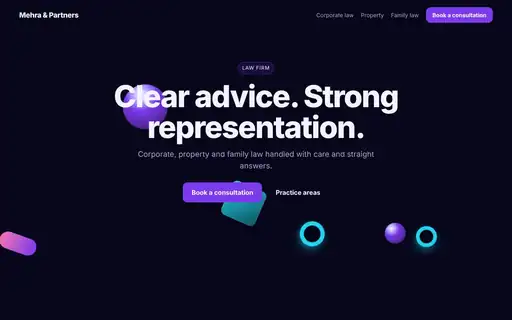 Mehra & Partners
Corporate law Property Family law Book a consultation
LAW FIRM
Clear advice. Strong
representation.
Corporate, property and family law handled with care and straight
answers.
Book a consultation Practice areas